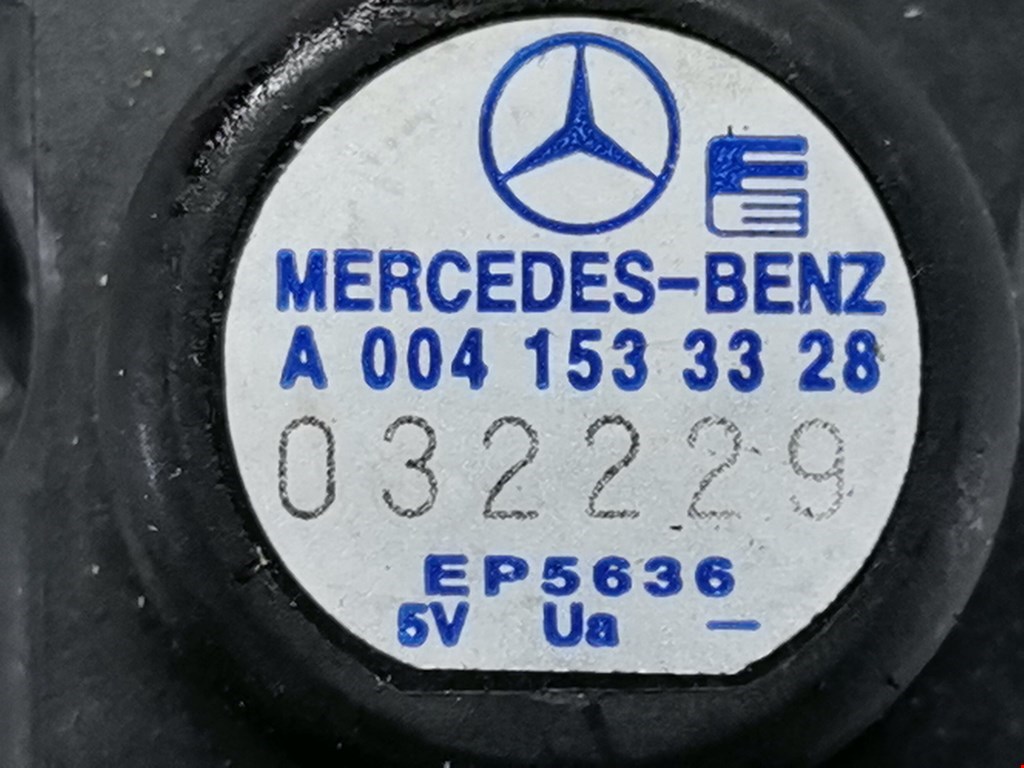 MERCEDES-BENZ
A 004 153 33 28
032229
EP5636
5V Ua –